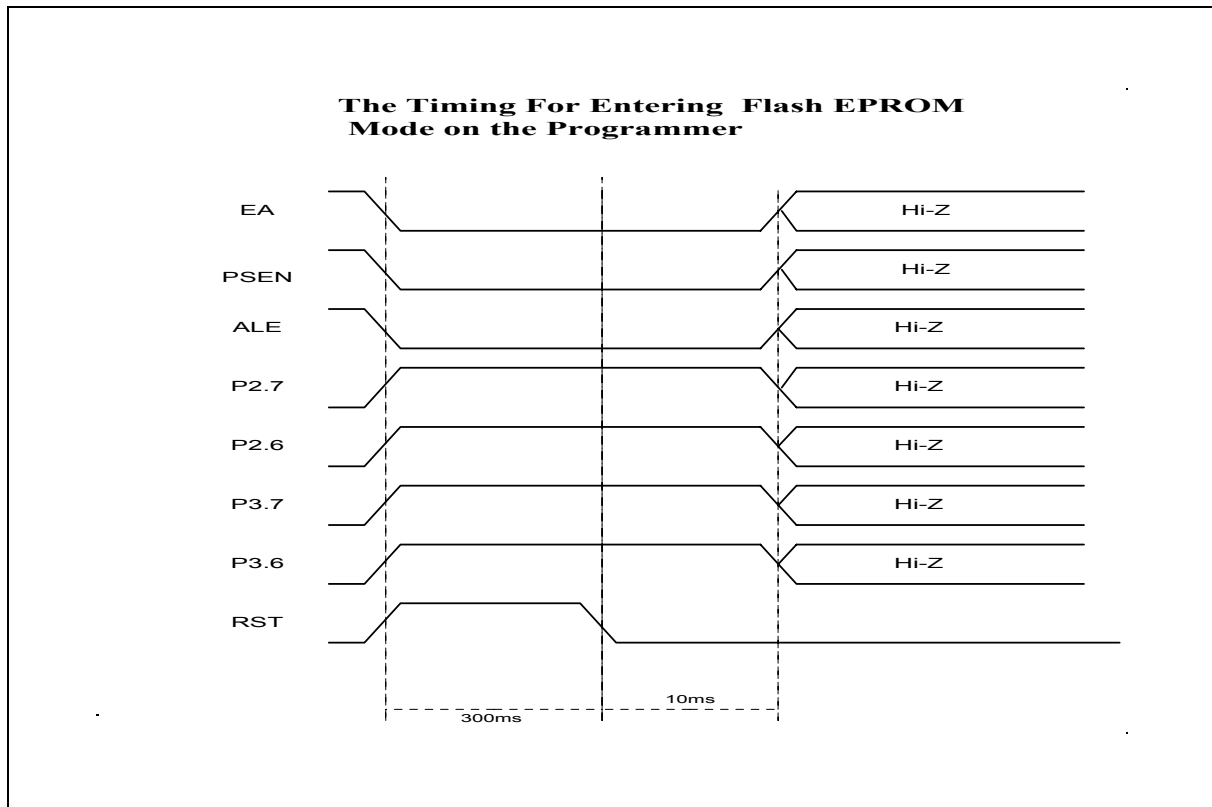 The Timing For Entering Flash EPROM
Mode on the Programmer
EA
Hi-Z
PSEN
Hi-Z
ALE
Hi-Z
P2.7
Hi-Z
P2.6
Hi-Z
P3.7
Hi-Z
P3.6
Hi-Z
RST
10ms
300ms